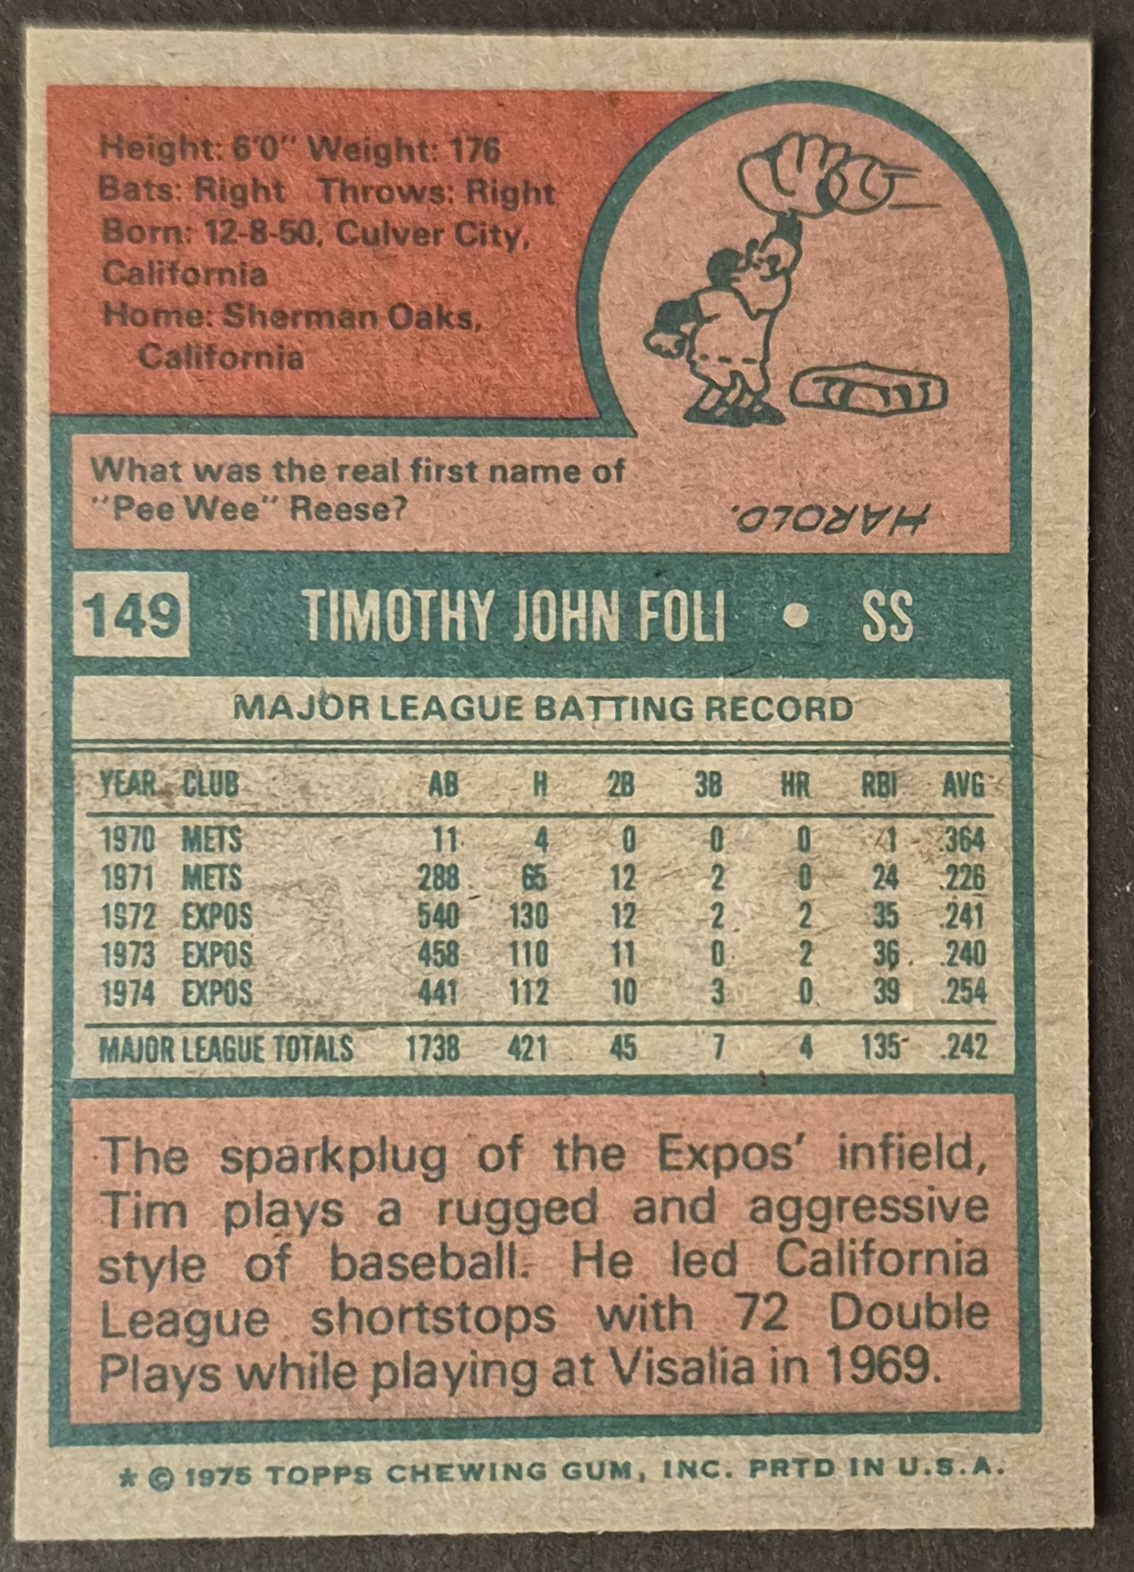 Height: 6'0" Weight: 176
Bats: Right Throws: Right
Born: 12-8-50, Culver City,
California
Home: Sherman Oaks,
California
What was the real first name of
"Pee Wee" Reese?
HAROLD.
149 TIMOTHY JOHN FOLI • SS
MAJOR LEAGUE BATTING RECORD
YEAR CLUB AB H 2B 3B HR RBI AVG
1970 METS 11 4 0 0 0 1 .364
1971 METS 288 65 12 2 0 24 .226
1972 EXPOS 540 130 12 2 2 35 .241
1973 EXPOS 458 110 11 0 2 36 .240
1974 EXPOS 441 112 10 3 0 39 .254
MAJOR LEAGUE TOTALS 1738 421 45 7 4 135 .242
The sparkplug of the Expos' infield,
Tim plays a rugged and aggressive
style of baseball. He led California
League shortstops with 72 Double
Plays while playing at Visalia in 1969.
* © 1975 TOPPS CHEWING GUM, INC. PRTD IN U.S.A.